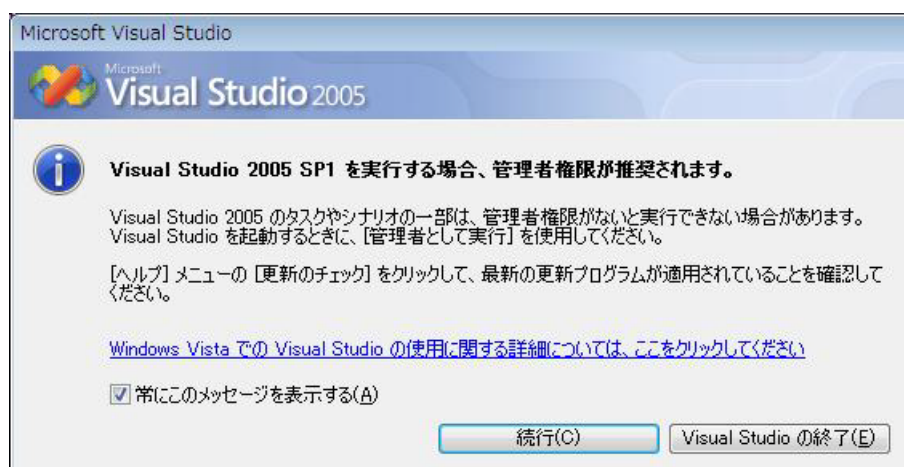 Microsoft Visual Studio
Microsoft
Visual Studio 2005
Visual Studio 2005 SP1 を実行する場合、管理者権限が推奨されます。
Visual Studio 2005 のタスクやシナリオの一部は、管理者権限がないと実行できない場合があります。
Visual Studio を起動するときに、[管理者として実行] を使用してください。
[ヘルプ] メニューの [更新のチェック] をクリックして、最新の更新プログラムが適用されていることを確認して
ください。
Windows Vista での Visual Studio の使用に関する詳細については、ここをクリックしてください
常にこのメッセージを表示する(A)
続行(C)
Visual Studio の終了(E)